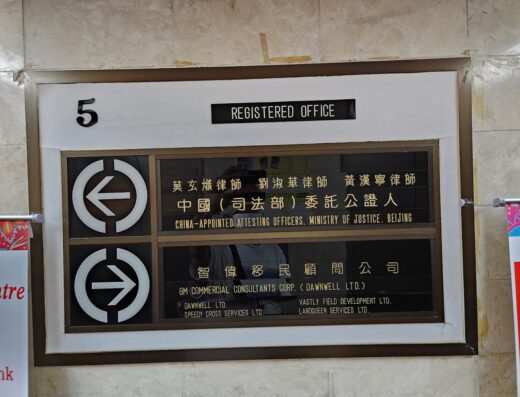 5
REGISTERED OFFICE
莫玄熾律師 劉淑華律師 黃漢寧律師
中國(司法部)委託公證人
CHINA-APPOINTED ATTESTING OFFICERS, MINISTRY OF JUSTICE, BEIJING
智偉移民顧問公司
GM COMMERCIAL CONSULTANTS CORP. (DAWNWELL LTD.)
DAWNWELL LTD. VASTLY FIELD DEVELOPMENT LTD.
SPEEDY CROSS SERVICES LTD. LANDQUEEN SERVICES LTD.